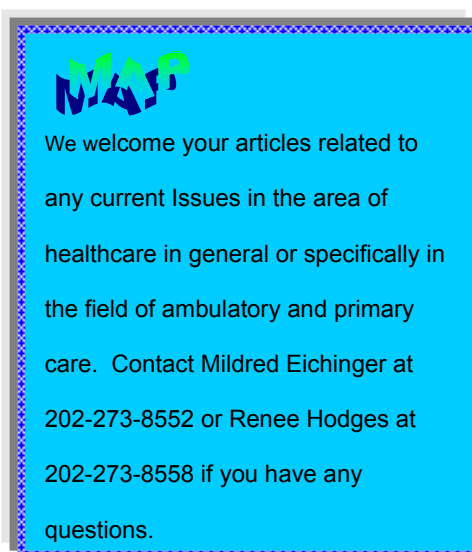 MAP
We welcome your articles related to
any current Issues in the area of
healthcare in general or specifically in
the field of ambulatory and primary
care.  Contact Mildred Eichinger at
202-273-8552 or Renee Hodges at
202-273-8558 if you have any
questions.